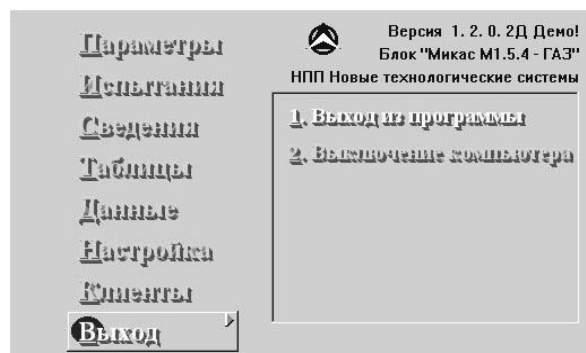 Параметры
Испытания
Сведения
Таблицы
Данные
Настройка
Клиенты
Выход
Версия 1. 2. 0. 2Д Демо!
Блок "Микас М1.5.4 - ГАЗ"
НПП Новые технологические системы
1. Выход из программы
2. Выключение компьютера